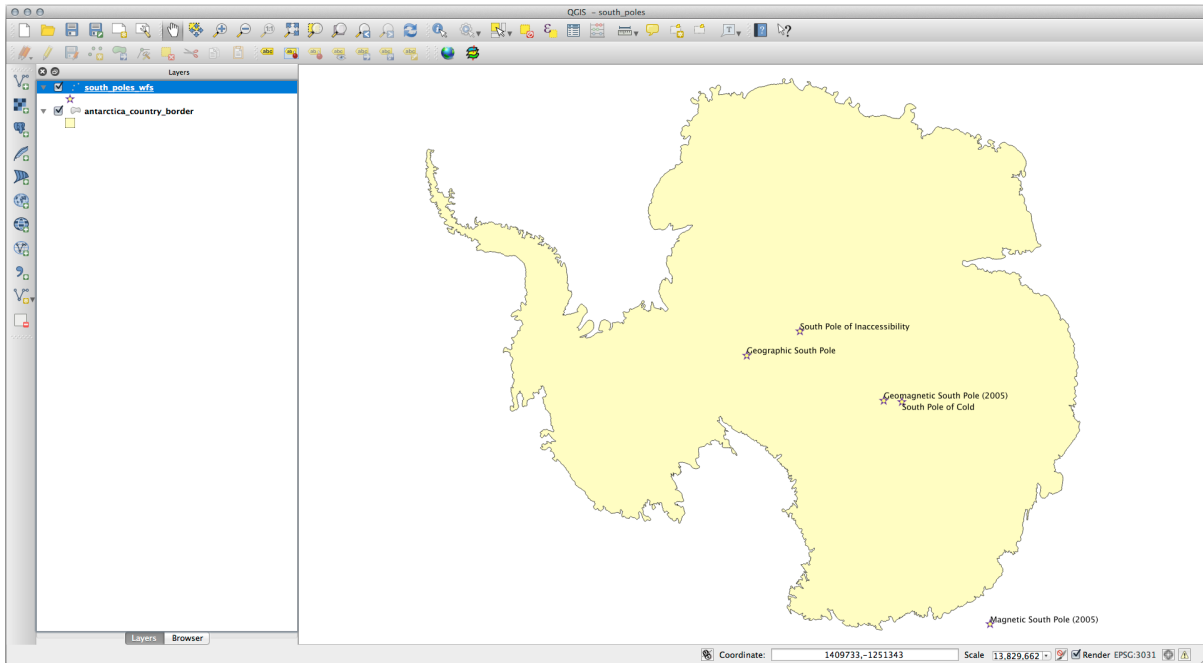 QGIS - south_poles
Layers
south_poles_wfs
antarctica_country_border
South Pole of Inaccessibility
Geographic South Pole
Geomagnetic South Pole (2005)
South Pole of Cold
Magnetic South Pole (2005)
Layers Browser
Coordinate: 1409733,-1251343 Scale 13,829,662 Render EPSG:3031